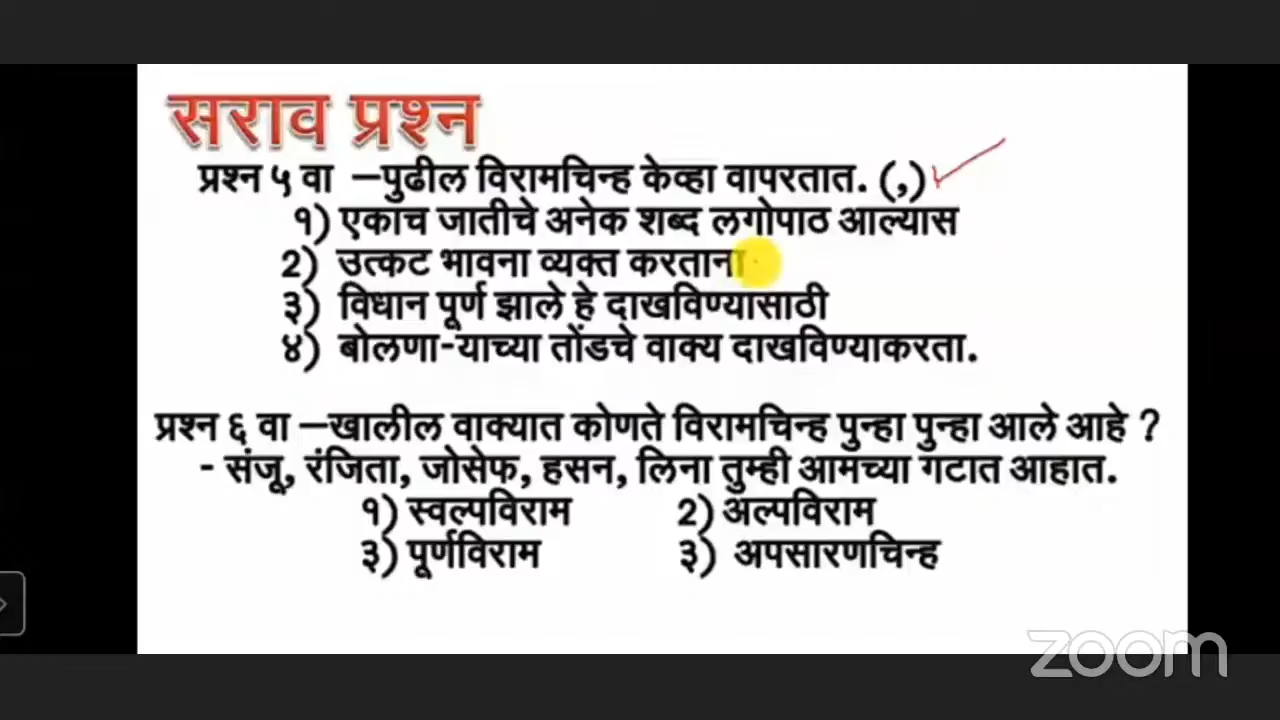 सराव प्रश्न
प्रश्न ५ वा –पुढील विरामचिन्ह केव्हा वापरतात. (,)
१) एकाच जातीचे अनेक शब्द लगोपाठ आल्यास
2) उत्कट भावना व्यक्त करताना
३) विधान पूर्ण झाले हे दाखविण्यासाठी
४) बोलणा-याच्या तोंडचे वाक्य दाखविण्याकरता.
प्रश्न ६ वा –खालील वाक्यात कोणते विरामचिन्ह पुन्हा पुन्हा आले आहे ?
- संजू, रंजिता, जोसेफ, हसन, लिना तुम्ही आमच्या गटात आहात.
१) स्वल्पविराम 2) अल्पविराम
३) पूर्णविराम ३) अपसारणचिन्ह
zoom